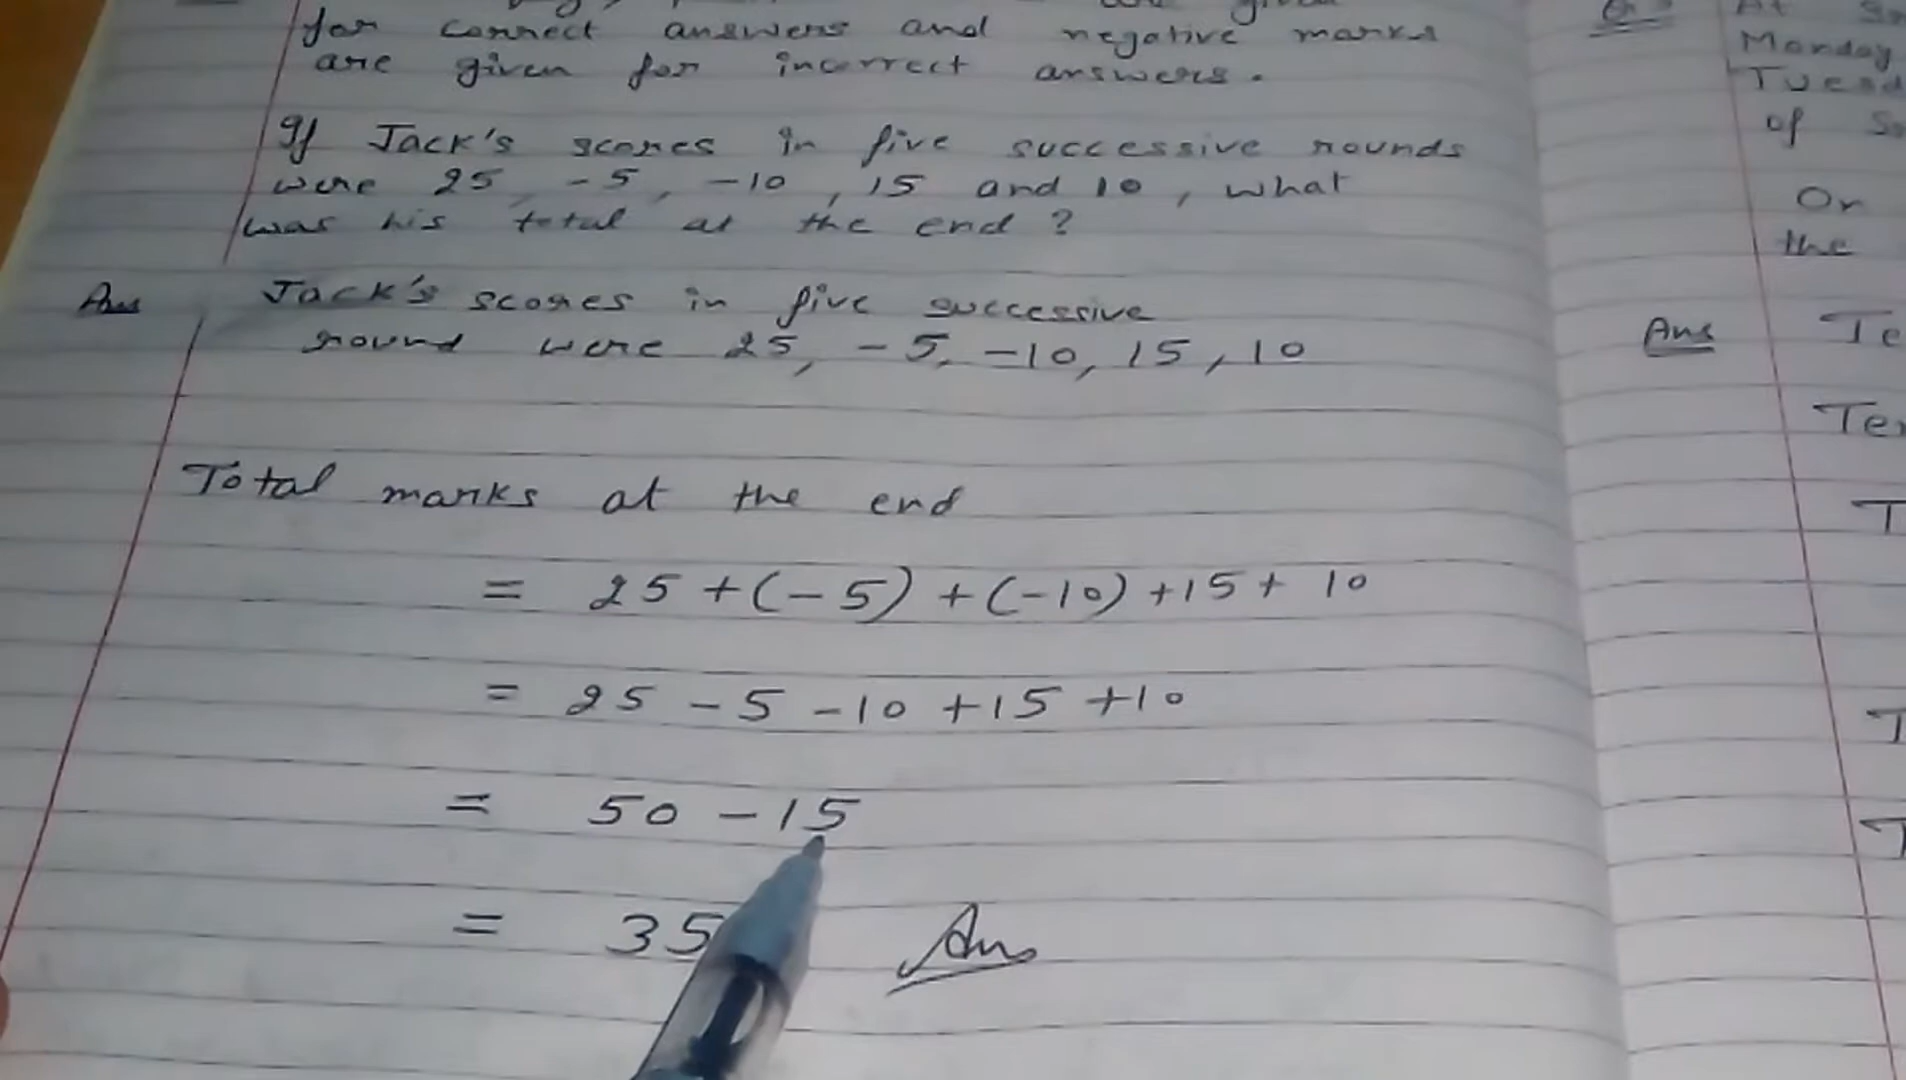 for correct answers and negative marks
are given for incorrect answers.
If Jack's scores in five successive rounds
were 25, -5, -10, 15 and 10, what
was his total at the end ?
Ans Jack's scores in five successive
round were 25, -5, -10, 15, 10
Total marks at the end
= 25 + (-5) + (-10) +15 + 10
= 25 - 5 - 10 +15 +10
= 50 - 15
= 35 Ans
At
Monday
of
Or
the
Ans